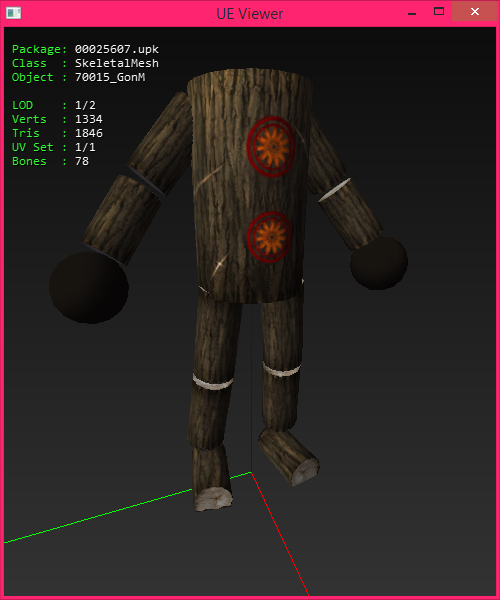 UE Viewer
Package: 00025607.upk
Class : SkeletalMesh
Object : 70015_GonM
LOD : 1/2
Verts : 1334
Tris : 1846
UV Set : 1/1
Bones : 78